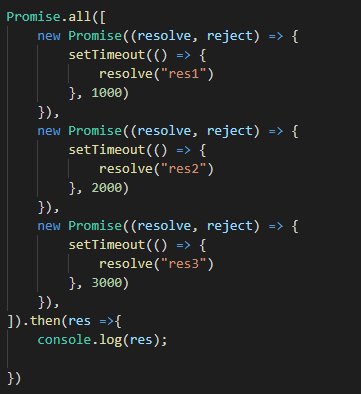 Promise.all([
    new Promise((resolve, reject) => {
        setTimeout(() => {
            resolve("res1")
        }, 1000)
    }),
    new Promise((resolve, reject) => {
        setTimeout(() => {
            resolve("res2")
        }, 2000)
    }),
    new Promise((resolve, reject) => {
        setTimeout(() => {
            resolve("res3")
        }, 3000)
    }),
]).then(res =>{
    console.log(res);
})